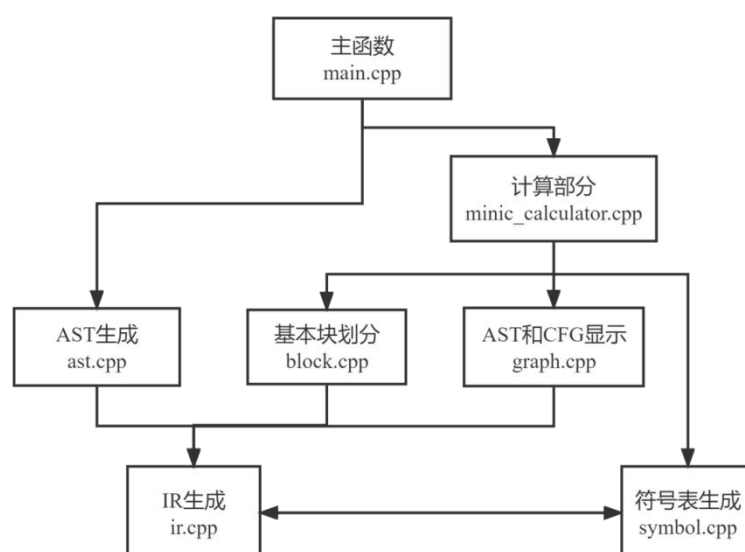 主函数
main.cpp
计算部分
minic_calculator.cpp
AST生成
ast.cpp
基本块划分
block.cpp
AST和CFG显示
graph.cpp
IR生成
ir.cpp
符号表生成
symbol.cpp